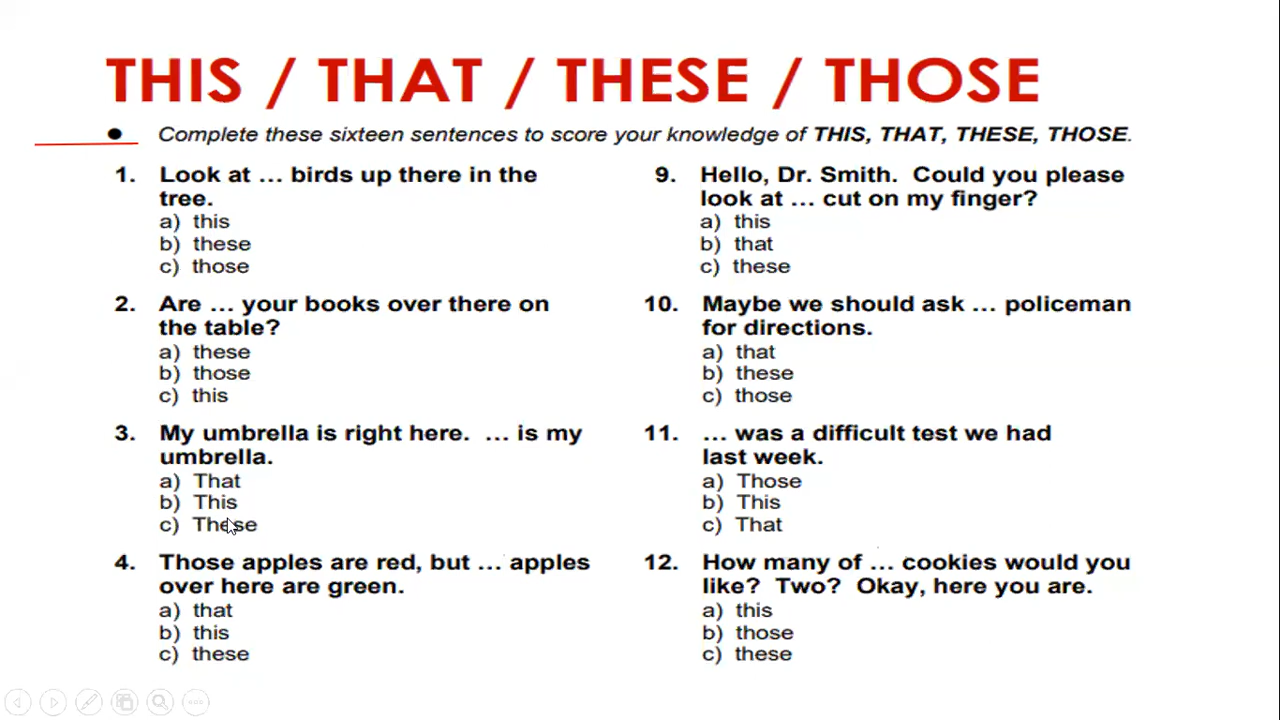 THIS / THAT / THESE / THOSE
● Complete these sixteen sentences to score your knowledge of THIS, THAT, THESE, THOSE.
1. Look at … birds up there in the
tree.
a) this
b) these
c) those
2. Are … your books over there on
the table?
a) these
b) those
c) this
3. My umbrella is right here. … is my
umbrella.
a) That
b) This
c) These
4. Those apples are red, but … apples
over here are green.
a) that
b) this
c) these
9. Hello, Dr. Smith. Could you please
look at … cut on my finger?
a) this
b) that
c) these
10. Maybe we should ask … policeman
for directions.
a) that
b) these
c) those
11. … was a difficult test we had
last week.
a) Those
b) This
c) That
12. How many of … cookies would you
like? Two? Okay, here you are.
a) this
b) those
c) these